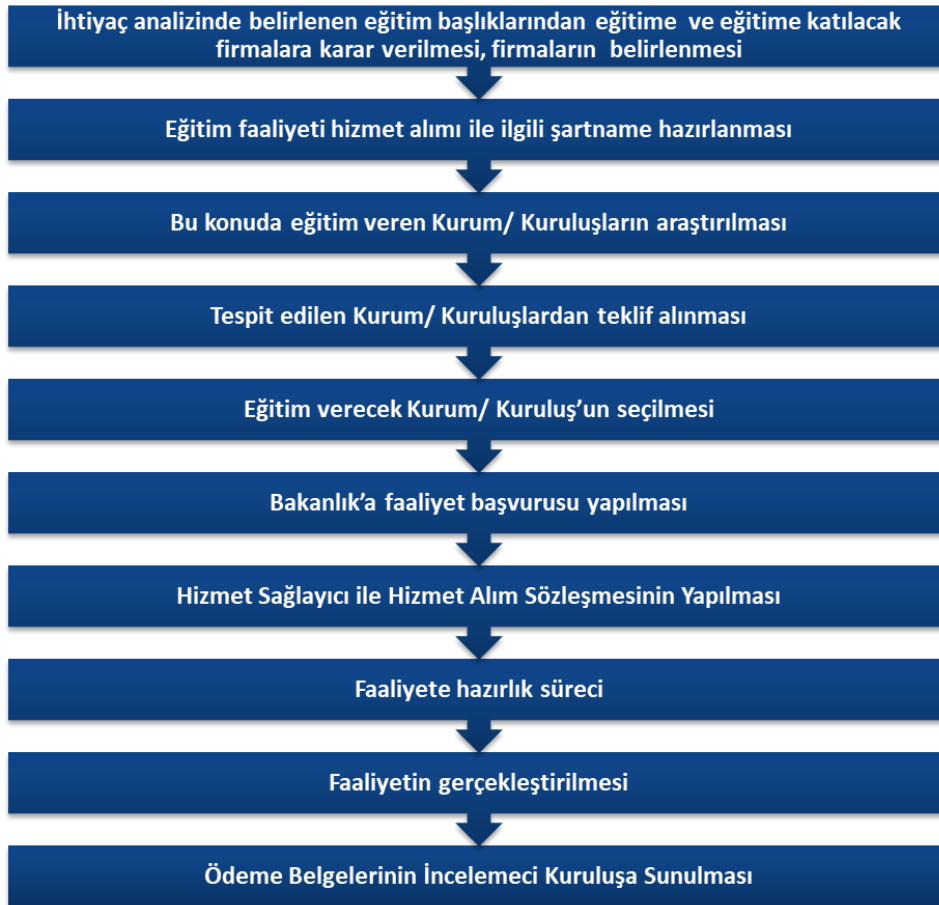 İhtiyaç analizinde belirlenen eğitim başlıklarından eğitime ve eğitime katılacak
firmalara karar verilmesi, firmaların belirlenmesi
Eğitim faaliyeti hizmet alımı ile ilgili şartname hazırlanması
Bu konuda eğitim veren Kurum/ Kuruluşların araştırılması
Tespit edilen Kurum/ Kuruluşlardan teklif alınması
Eğitim verecek Kurum/ Kuruluş’un seçilmesi
Bakanlık’a faaliyet başvurusu yapılması
Hizmet Sağlayıcı ile Hizmet Alım Sözleşmesinin Yapılması
Faaliyete hazırlık süreci
Faaliyetin gerçekleştirilmesi
Ödeme Belgelerinin İncelemeci Kuruluşa Sunulması